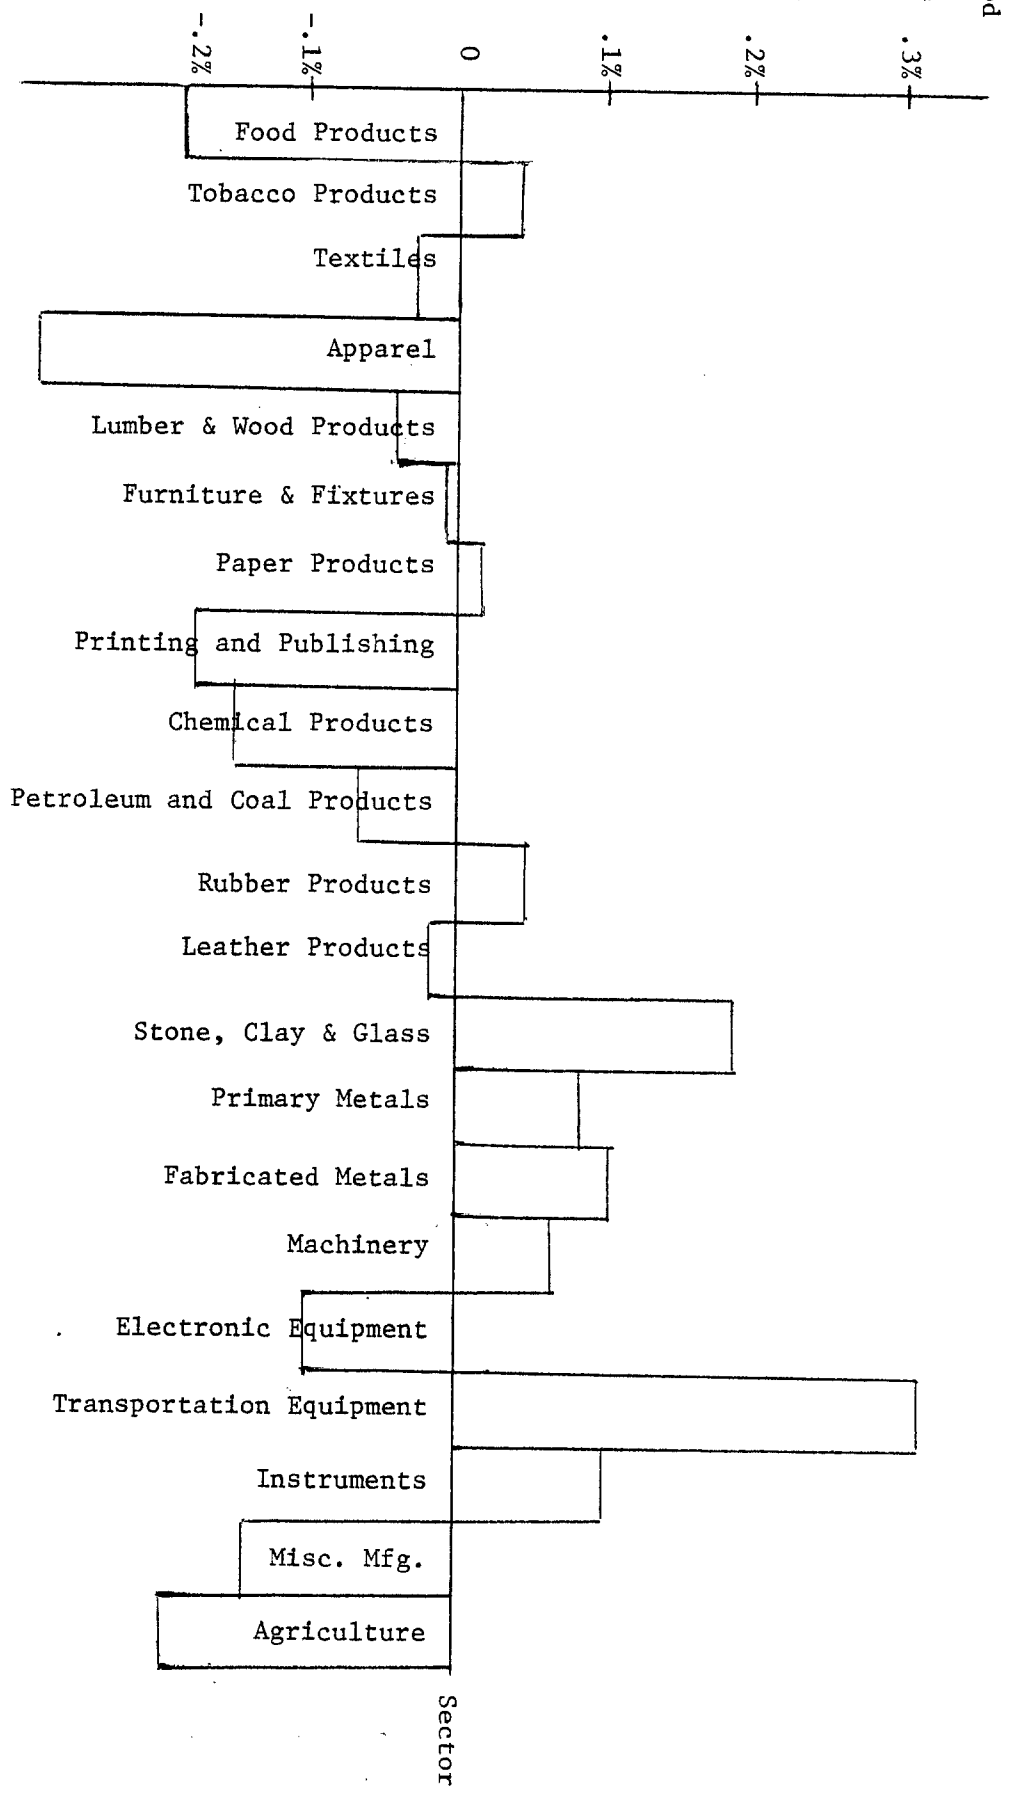 -.2%
-.1%
0
.1%
.2%
.3%
Food Products
Tobacco Products
Textiles
Apparel
Lumber & Wood Products
Furniture & Fixtures
Paper Products
Printing and Publishing
Chemical Products
Petroleum and Coal Products
Rubber Products
Leather Products
Stone, Clay & Glass
Primary Metals
Fabricated Metals
Machinery
Electronic Equipment
Transportation Equipment
Instruments
Misc. Mfg.
Agriculture
Sector